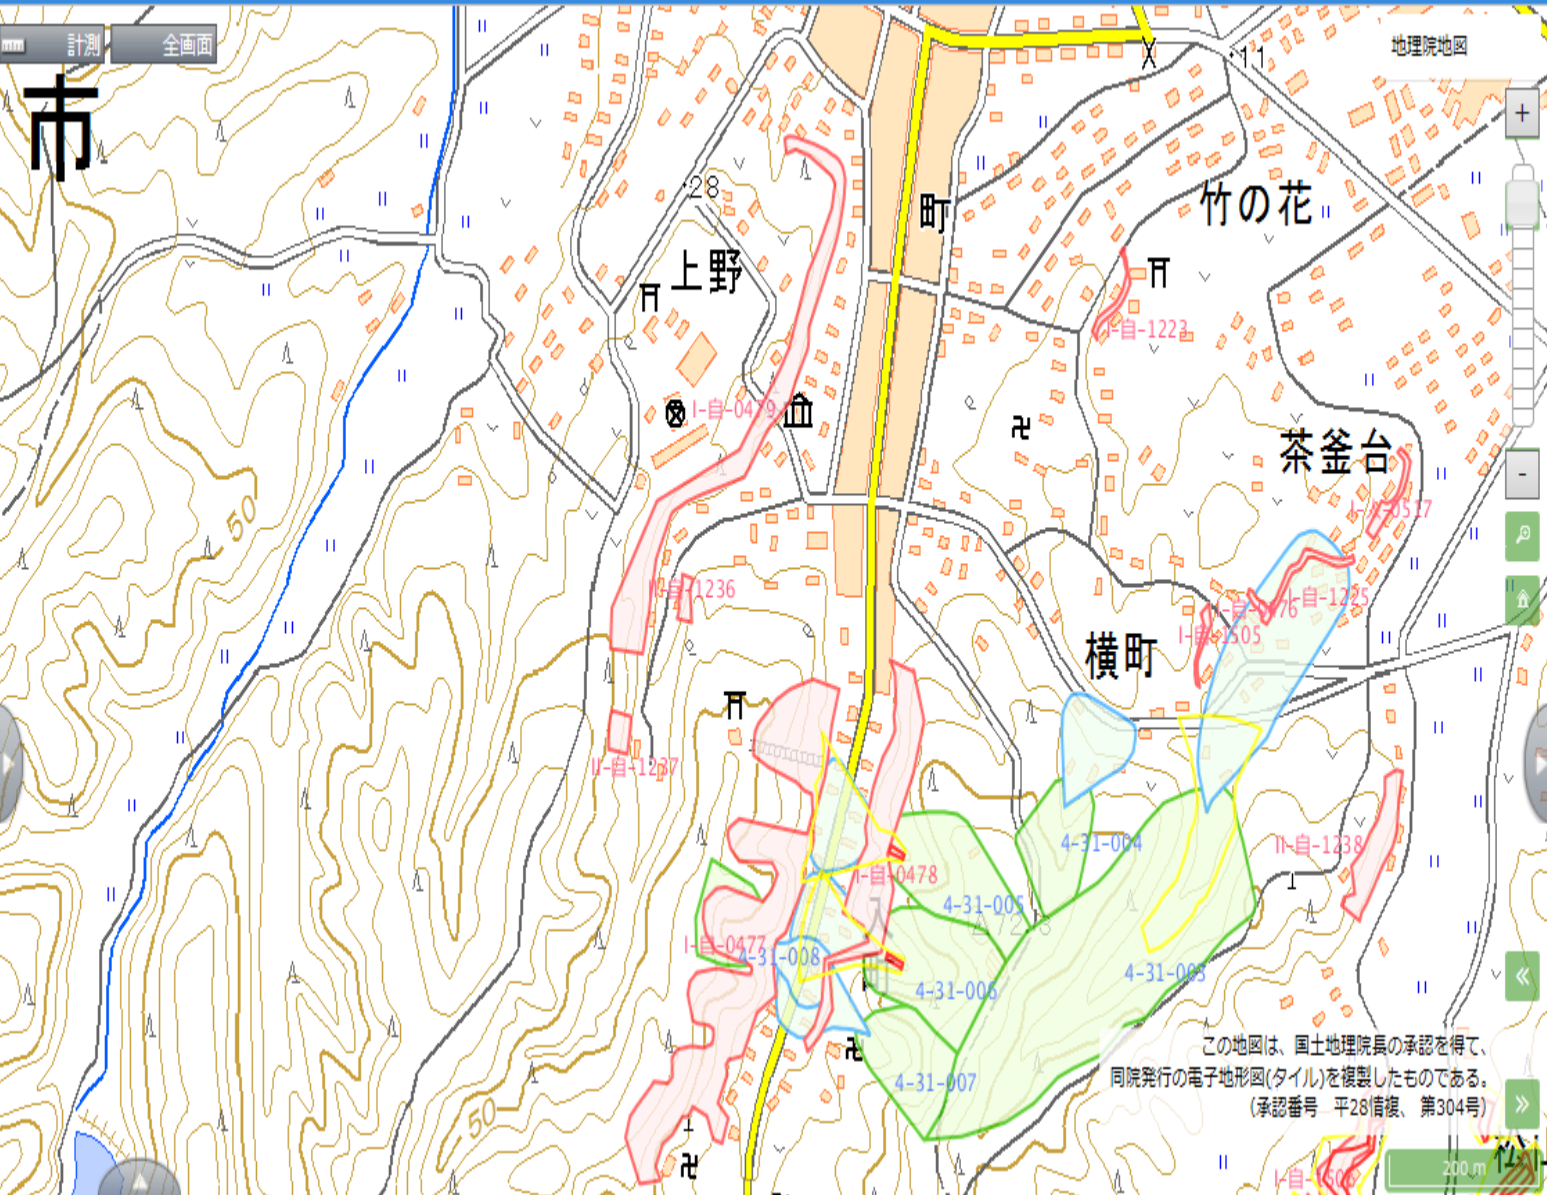 計測
全画面
地理院地図
市
11
28
町
竹の花
上野
I-自-1223
I-自-0479
茶釜台
50
II-自-1236
I-自-1225
I-自-1505
横町
II-自-1237
4-31-004
II-自-1238
I-自-0478
4-31-005
入
I-自-0477
4-31-008
町
4-31-006
4-31-003
この地図は、国土地理院長の承認を得て、
同院発行の電子地形図(タイル)を複製したものである。
(承認番号 平28情複、 第304号)
4-31-007
50
200 m